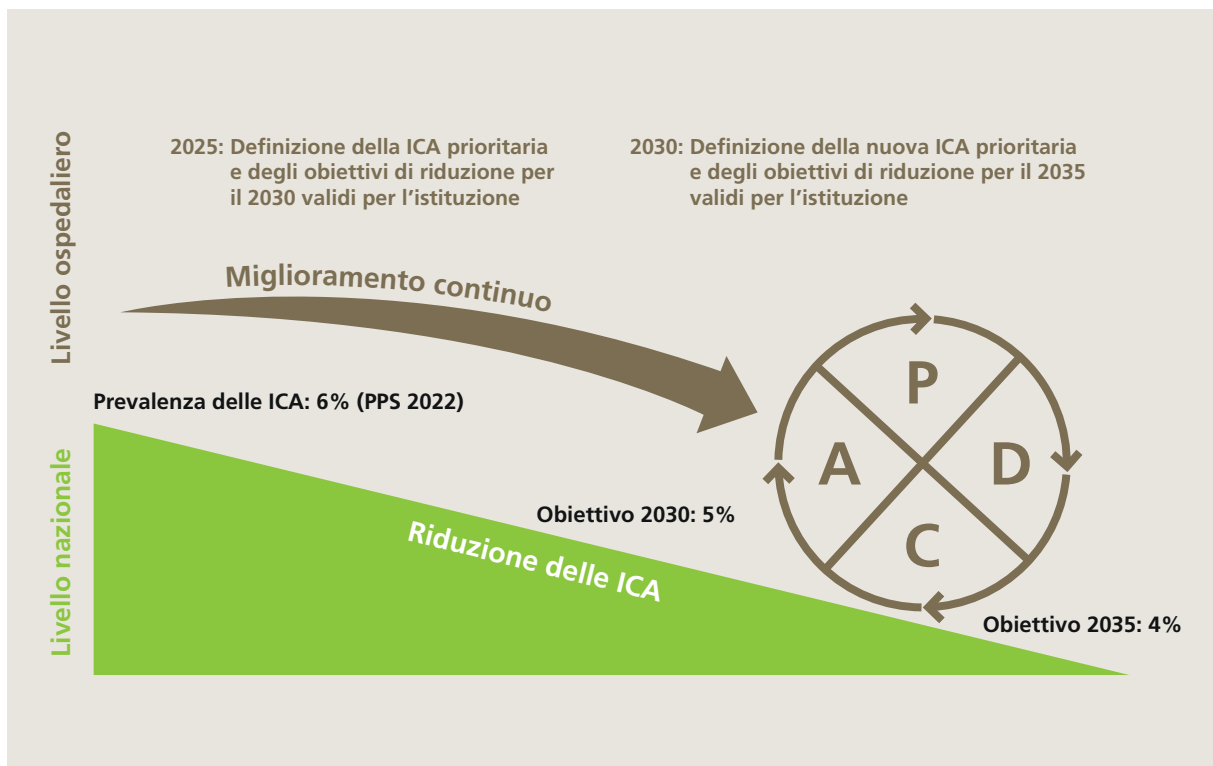 Livello ospedaliero
2025: Definizione della ICA prioritaria
e degli obiettivi di riduzione per
il 2030 validi per l’istituzione
2030: Definizione della nuova ICA prioritaria
e degli obiettivi di riduzione per il 2035
validi per l’istituzione
Miglioramento continuo
P
A
D
C
Livello nazionale
Prevalenza delle ICA: 6% (PPS 2022)
Obiettivo 2030: 5%
Riduzione delle ICA
Obiettivo 2035: 4%